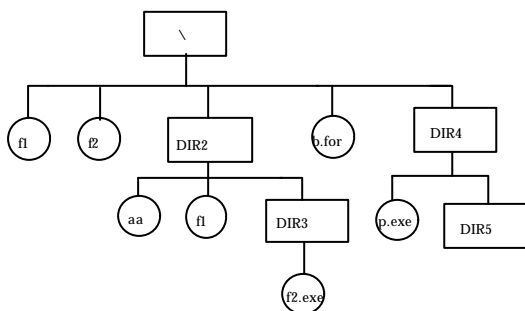 \
f1
f2
DIR2
b.for
DIR4
aa
f1
DIR3
p.exe
DIR5
f2.exe